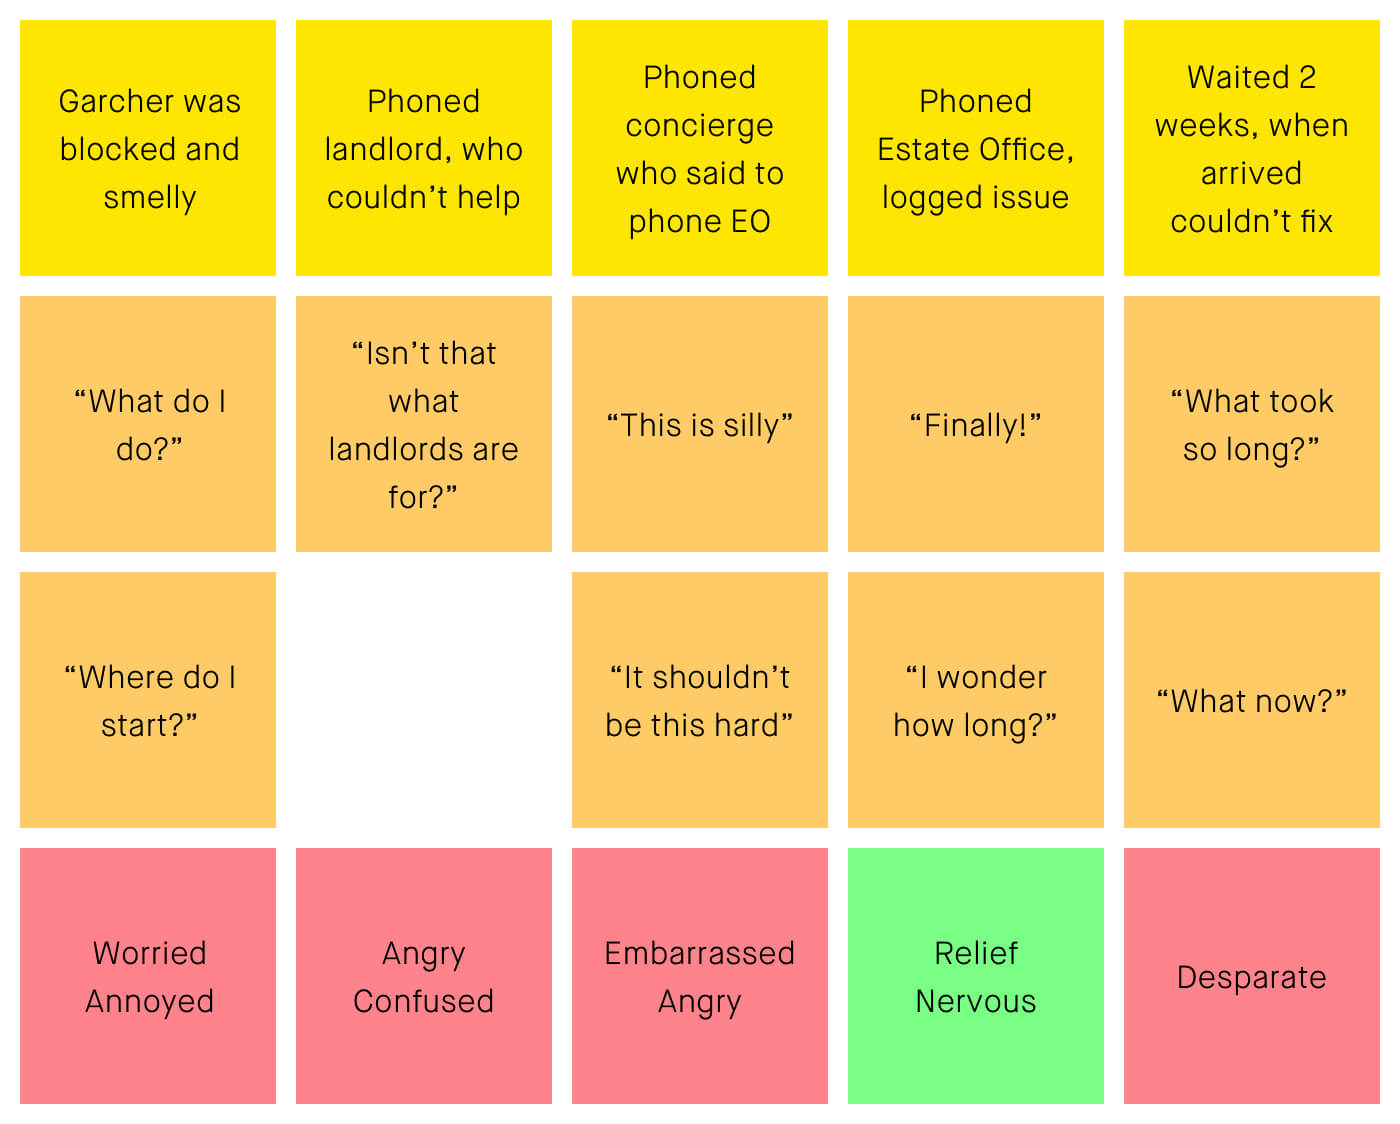 Garcher was
blocked and
smelly
Phoned
landlord, who
couldn’t help
Phoned
concierge
who said to
phone EO
Phoned
Estate Office,
logged issue
Waited 2
weeks, when
arrived
couldn’t fix
“What do I
do?”
“Isn’t that
what
landlords are
for?”
“This is silly”
“Finally!”
“What took
so long?”
“Where do I
start?”
“It shouldn’t
be this hard”
“I wonder
how long?”
“What now?”
Worried
Annoyed
Angry
Confused
Embarrassed
Angry
Relief
Nervous
Desparate